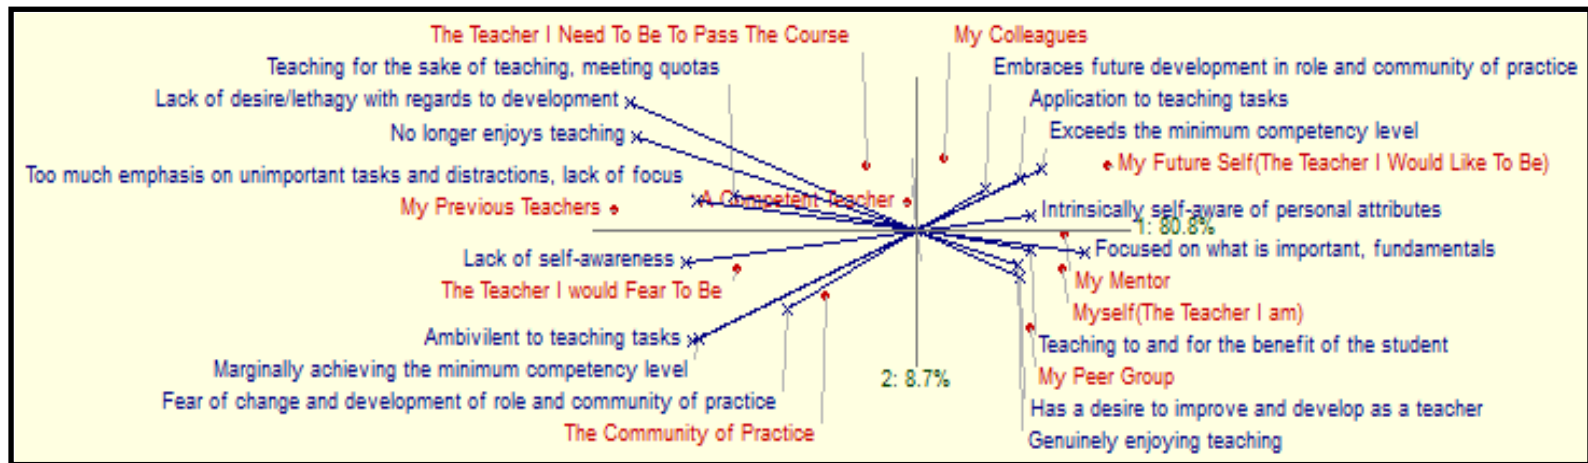 The Teacher I Need To Be To Pass The Course
My Colleagues
Teaching for the sake of teaching, meeting quotas
Embraces future development in role and community of practice
Lack of desire/lethagy with regards to development
Application to teaching tasks
No longer enjoys teaching
Exceeds the minimum competency level
My Future Self(The Teacher I Would Like To Be)
Too much emphasis on unimportant tasks and distractions, lack of focus
A Competent Teacher
My Previous Teachers
Intrinsically self-aware of personal attributes
1: 80.8%
Focused on what is important, fundamentals
Lack of self-awareness
My Mentor
The Teacher I would Fear To Be
Myself(The Teacher I am)
Ambivilent to teaching tasks
Teaching to and for the benefit of the student
Marginally achieving the minimum competency level
2: 8.7%
My Peer Group
Fear of change and development of role and community of practice
Has a desire to improve and develop as a teacher
The Community of Practice
Genuinely enjoying teaching